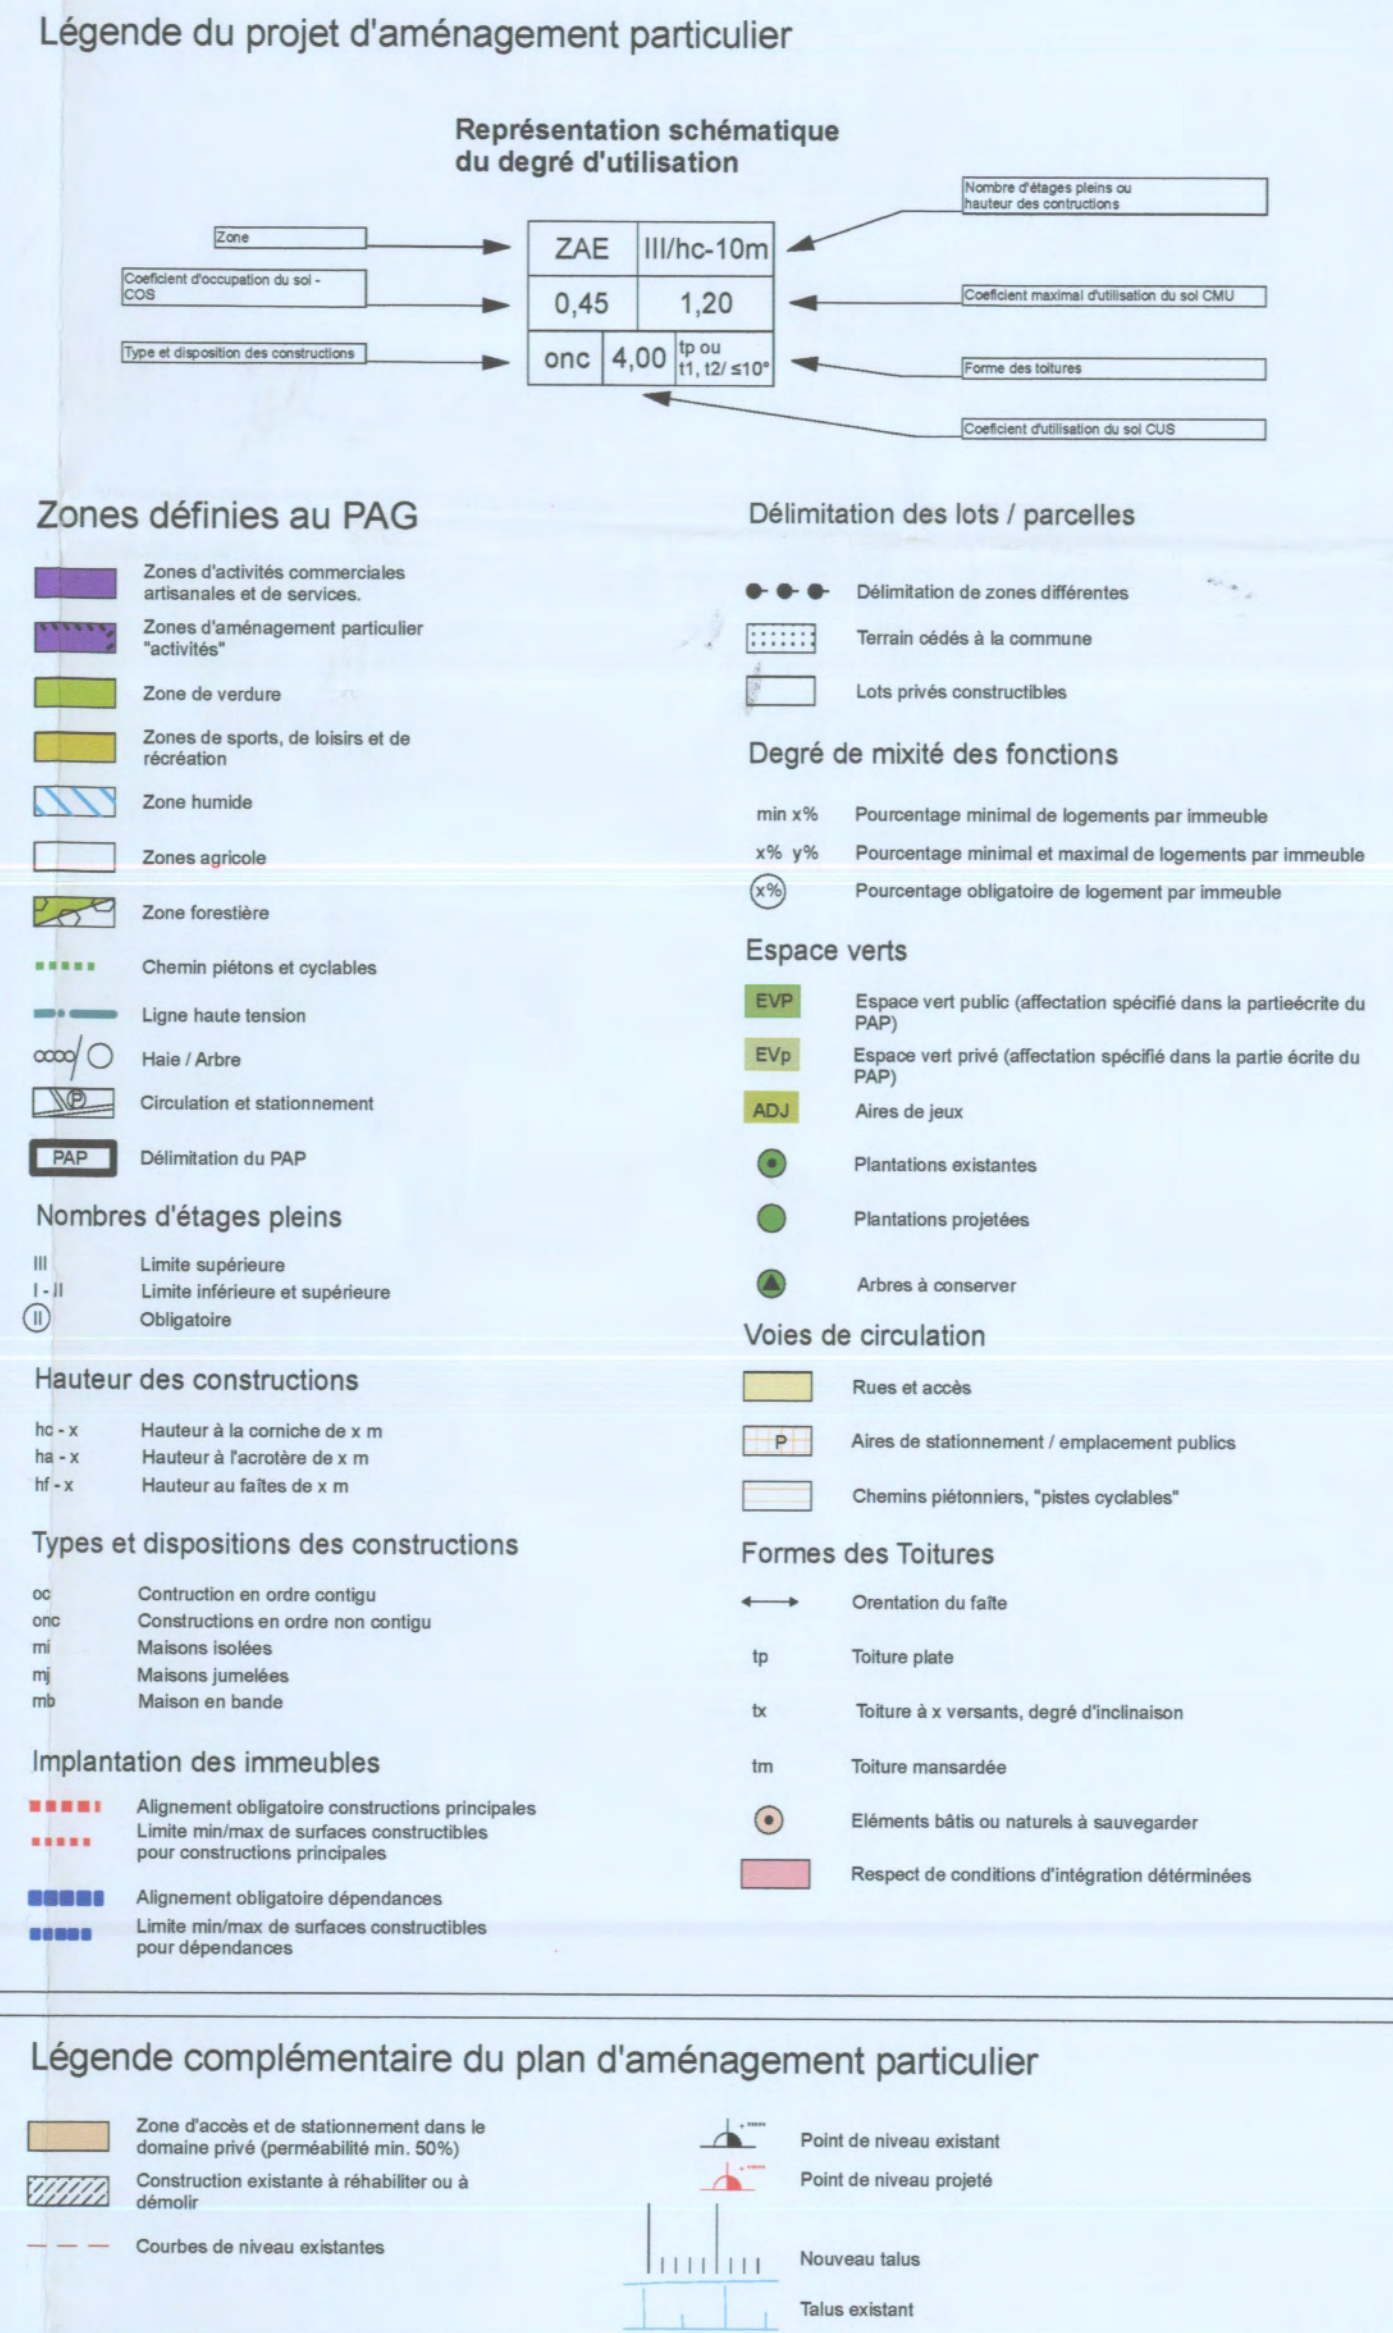 Légende du projet d'aménagement particulier
Représentation schématique
du degré d'utilisation
Zone
Coeficient d'occupation du sol -
COS
Type et disposition des constructions
ZAE III/hc-10m
0,45 1,20
onc 4,00 tp ou
t1, t2/ ≤10°
Nombre d'étages pleins ou
hauteur des contructions
Coeficient maximal d'utilisation du sol CMU
Forme des toitures
Coeficient d'utilisation du sol CUS
Zones définies au PAG
Zones d'activités commerciales
artisanales et de services.
Zones d'aménagement particulier
"activités"
Zone de verdure
Zones de sports, de loisirs et de
récréation
Zone humide
Zones agricole
Zone forestière
Chemin piétons et cyclables
Ligne haute tension
Haie / Arbre
P Circulation et stationnement
PAP Délimitation du PAP
Nombres d'étages pleins
III Limite supérieure
I - II Limite inférieure et supérieure
II Obligatoire
Hauteur des constructions
hc - x Hauteur à la corniche de x m
ha - x Hauteur à l'acrotère de x m
hf - x Hauteur au faîtes de x m
Types et dispositions des constructions
oc Contruction en ordre contigu
onc Constructions en ordre non contigu
mi Maisons isolées
mj Maisons jumelées
mb Maison en bande
Implantation des immeubles
Alignement obligatoire constructions principales
Limite min/max de surfaces constructibles
pour constructions principales
Alignement obligatoire dépendances
Limite min/max de surfaces constructibles
pour dépendances
Délimitation des lots / parcelles
Délimitation de zones différentes
Terrain cédés à la commune
Lots privés constructibles
Degré de mixité des fonctions
min x% Pourcentage minimal de logements par immeuble
x% y% Pourcentage minimal et maximal de logements par immeuble
x% Pourcentage obligatoire de logement par immeuble
Espace verts
EVP Espace vert public (affectation spécifié dans la partieécrite du
PAP)
EVp Espace vert privé (affectation spécifié dans la partie écrite du
PAP)
ADJ Aires de jeux
Plantations existantes
Plantations projetées
Arbres à conserver
Voies de circulation
Rues et accès
P Aires de stationnement / emplacement publics
Chemins piétonniers, "pistes cyclables"
Formes des Toitures
Orentation du faîte
tp Toiture plate
tx Toiture à x versants, degré d'inclinaison
tm Toiture mansardée
Eléments bâtis ou naturels à sauvegarder
Respect de conditions d'intégration détérminées
Légende complémentaire du plan d'aménagement particulier
Zone d'accès et de stationnement dans le
domaine privé (perméabilité min. 50%)
Construction existante à réhabiliter ou à
démolir
Courbes de niveau existantes
Point de niveau existant
Point de niveau projeté
Nouveau talus
Talus existant